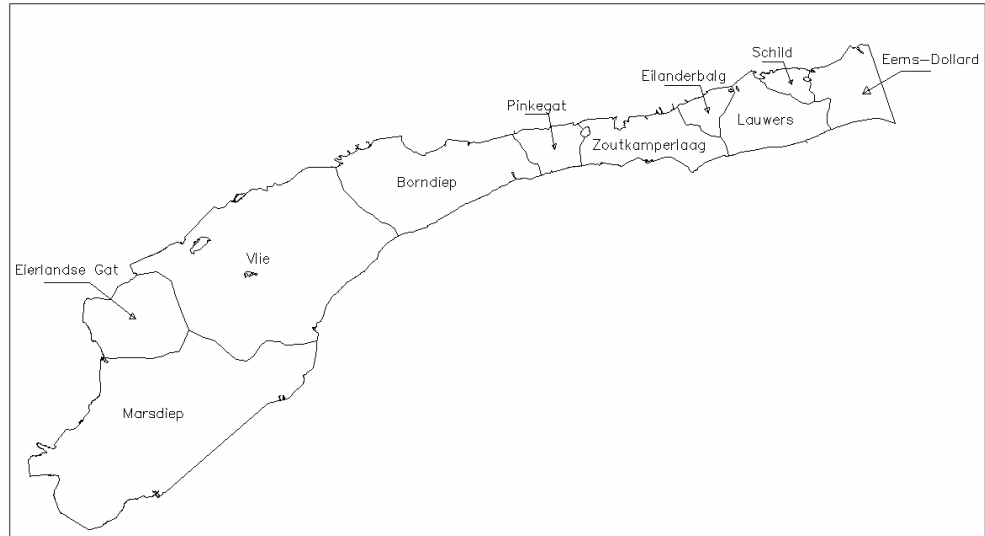 Schild
Eems-Dollard
Eilanderbalg
Pinkegat
Lauwers
Zoutkamperlaag
Borndiep
Vlie
Eierlandse Gat
Marsdiep